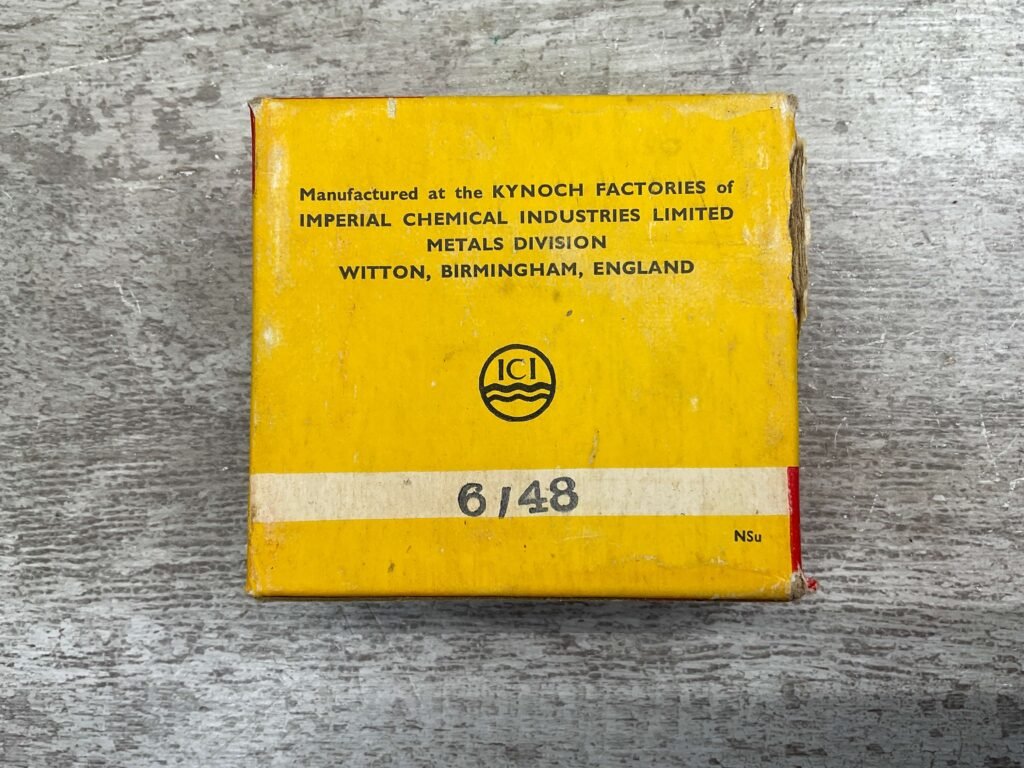 Manufactured at the KYNOCH FACTORIES of
IMPERIAL CHEMICAL INDUSTRIES LIMITED
METALS DIVISION
WITTON, BIRMINGHAM, ENGLAND
ICI
6/48
NSu